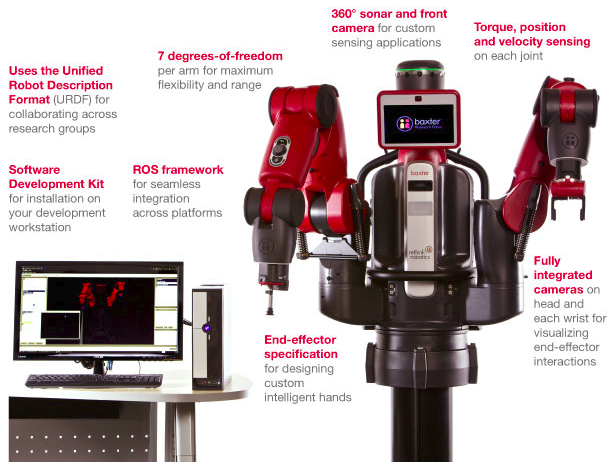 360° sonar and front
camera for custom
sensing applications
Torque, position
and velocity sensing
on each joint
7 degrees-of-freedom
per arm for maximum
flexibility and range
Uses the Unified
Robot Description
Format (URDF) for
collaborating across
research groups
Software
Development Kit
for installation on
your development
workstation
ROS framework
for seamless
integration
across platforms
baxter
Research Robot
baxter
rethink
robotics
Fully
integrated
cameras on
head and
each wrist for
visualizing
end-effector
interactions
End-effector
specification
for designing
custom
intelligent hands